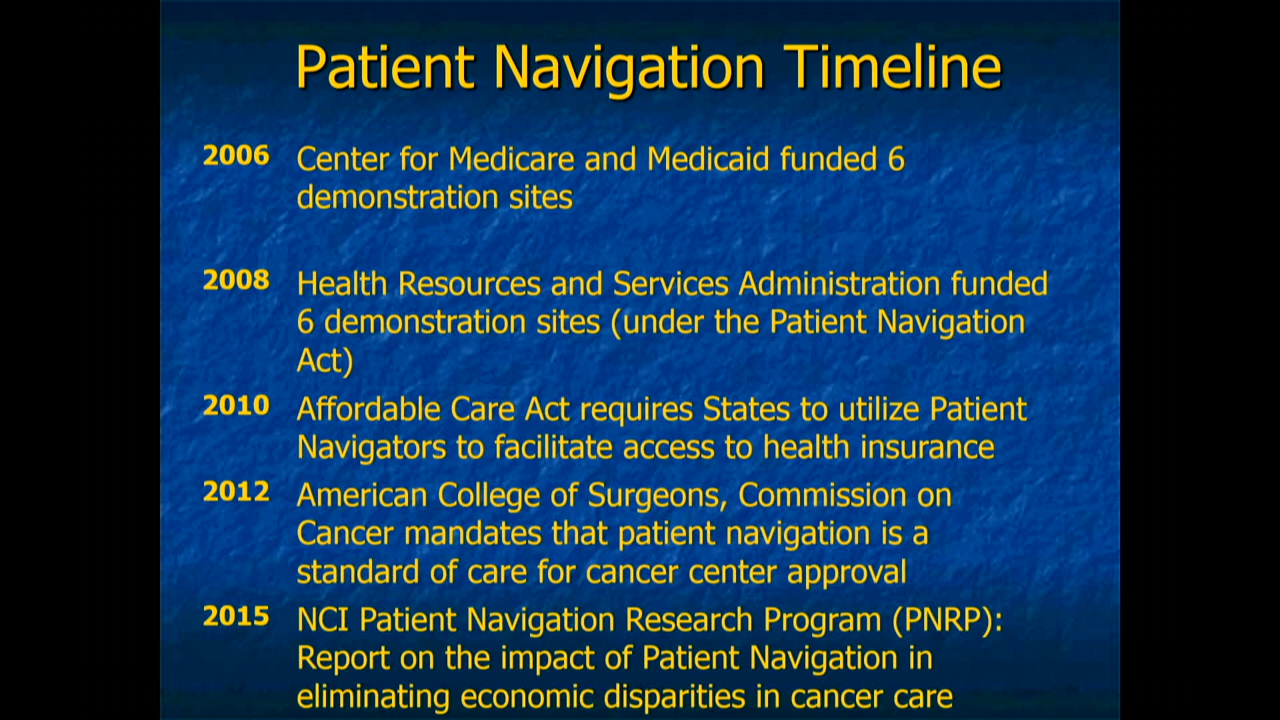 Patient Navigation Timeline
2006 Center for Medicare and Medicaid funded 6
demonstration sites
2008 Health Resources and Services Administration funded
6 demonstration sites (under the Patient Navigation
Act)
2010 Affordable Care Act requires States to utilize Patient
Navigators to facilitate access to health insurance
2012 American College of Surgeons, Commission on
Cancer mandates that patient navigation is a
standard of care for cancer center approval
2015 NCI Patient Navigation Research Program (PNRP):
Report on the impact of Patient Navigation in
eliminating economic disparities in cancer care